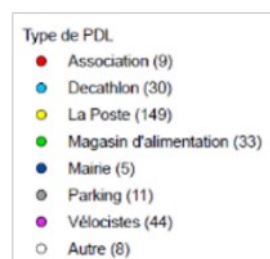 Type de PDL
Association (9)
Decathlon (30)
La Poste (149)
Magasin d'alimentation (33)
Mairie (5)
Parking (11)
Vélocistes (44)
Autre (8)